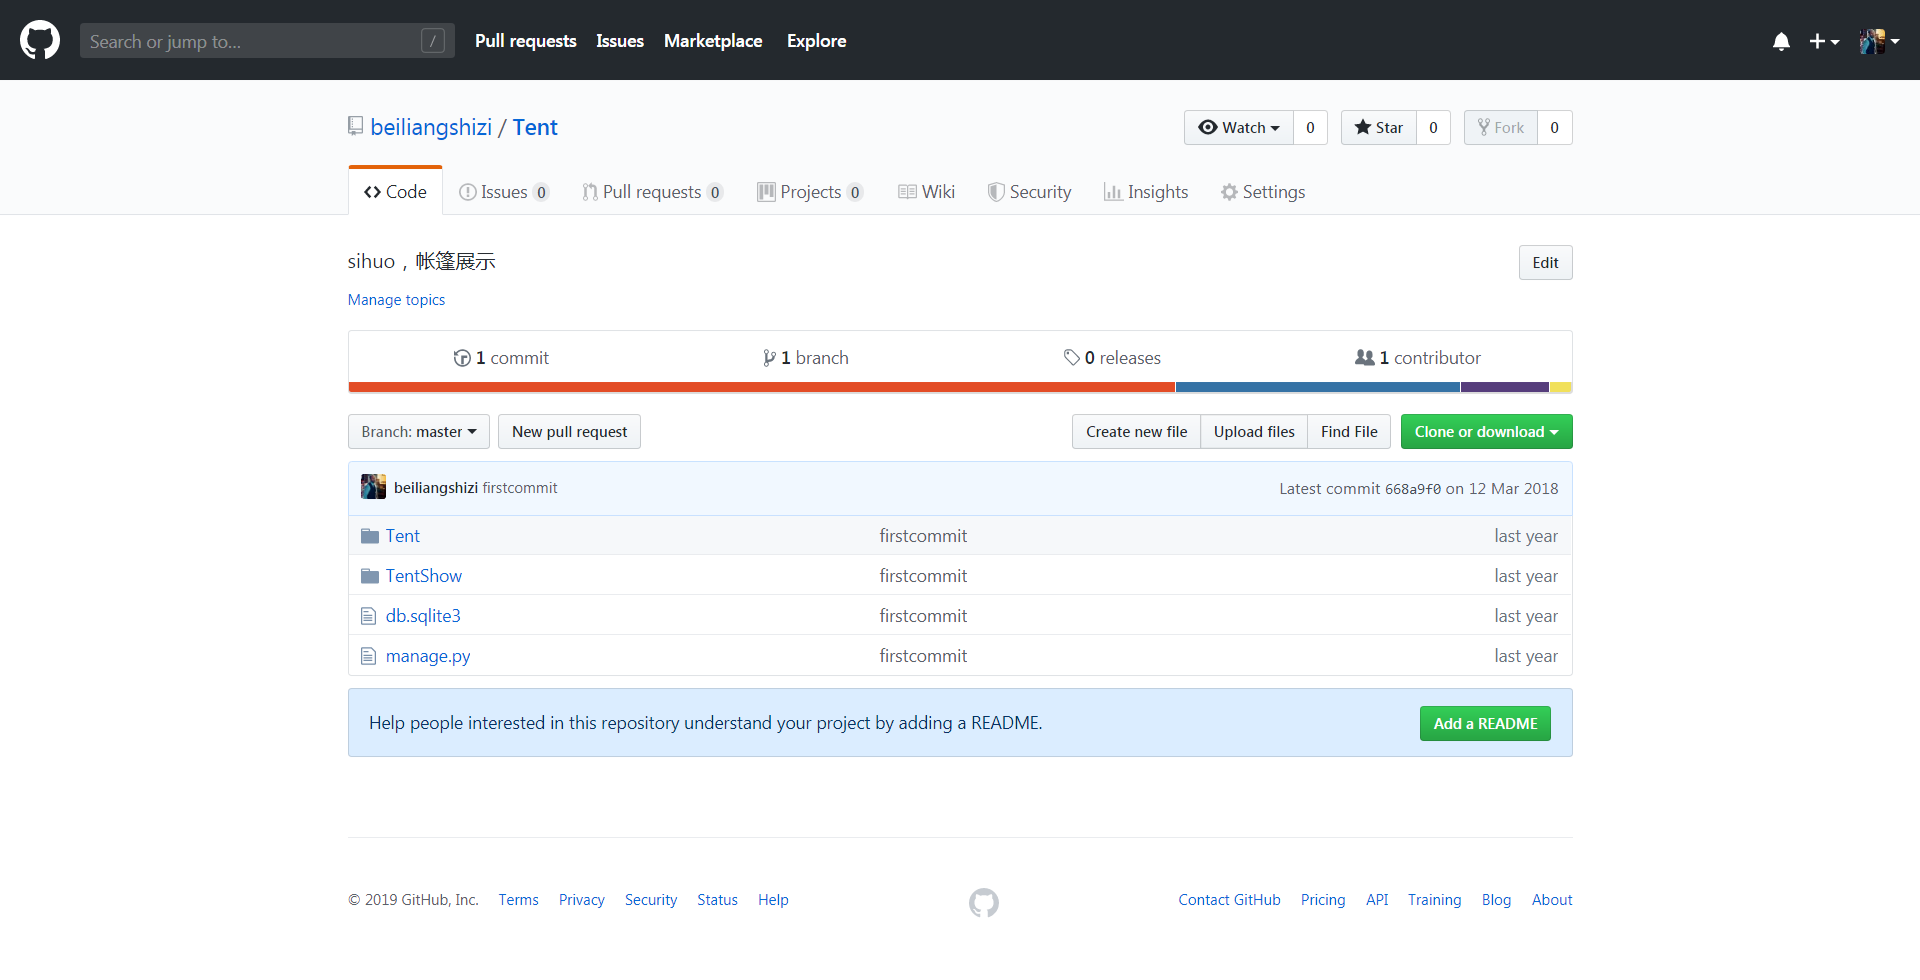 Search or jump to... / Pull requests Issues Marketplace Explore
beiliangshizi / Tent Watch 0 Star 0 Fork 0
Code Issues 0 Pull requests 0 Projects 0 Wiki Security Insights Settings
sihuo，帐篷展示 Edit
Manage topics
1 commit 1 branch 0 releases 1 contributor
Branch: master New pull request Create new file Upload files Find File Clone or download
beiliangshizi firstcommit Latest commit 668a9f0 on 12 Mar 2018
Tent firstcommit last year
TentShow firstcommit last year
db.sqlite3 firstcommit last year
manage.py firstcommit last year
Help people interested in this repository understand your project by adding a README. Add a README
© 2019 GitHub, Inc. Terms Privacy Security Status Help Contact GitHub Pricing API Training Blog About